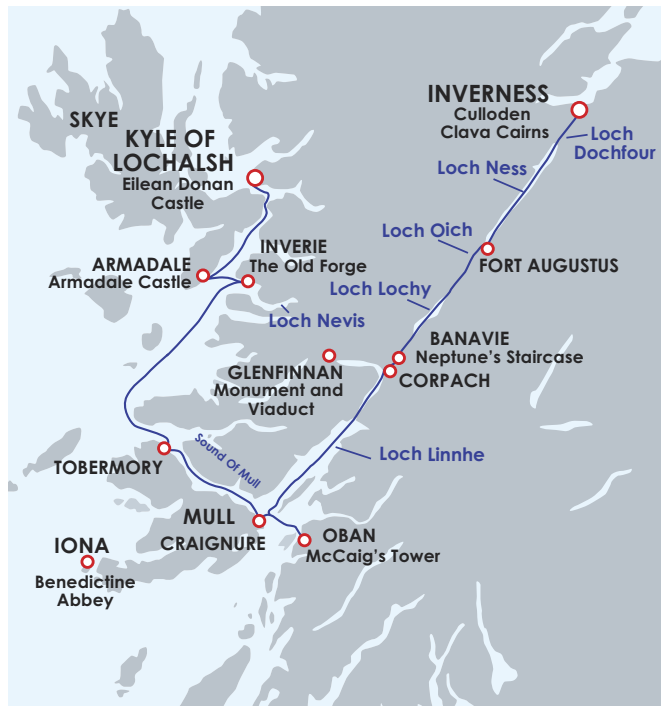 INVERNESS
Culloden
Clava Cairns
Loch
Dochfour
SKYE
KYLE OF
LOCHALSH
Eilean Donan
Castle
Loch Ness
Loch Oich
INVERIE
The Old Forge
ARMADALE
Armadale Castle
FORT AUGUSTUS
Loch Lochy
Loch Nevis
BANAVIE
Neptune's Staircase
GLENFINNAN
Monument and
Viaduct
CORPACH
Sound Of Mull
Loch Linnhe
TOBERMORY
MULL
CRAIGNURE
OBAN
McCaig's Tower
IONA
Benedictine
Abbey